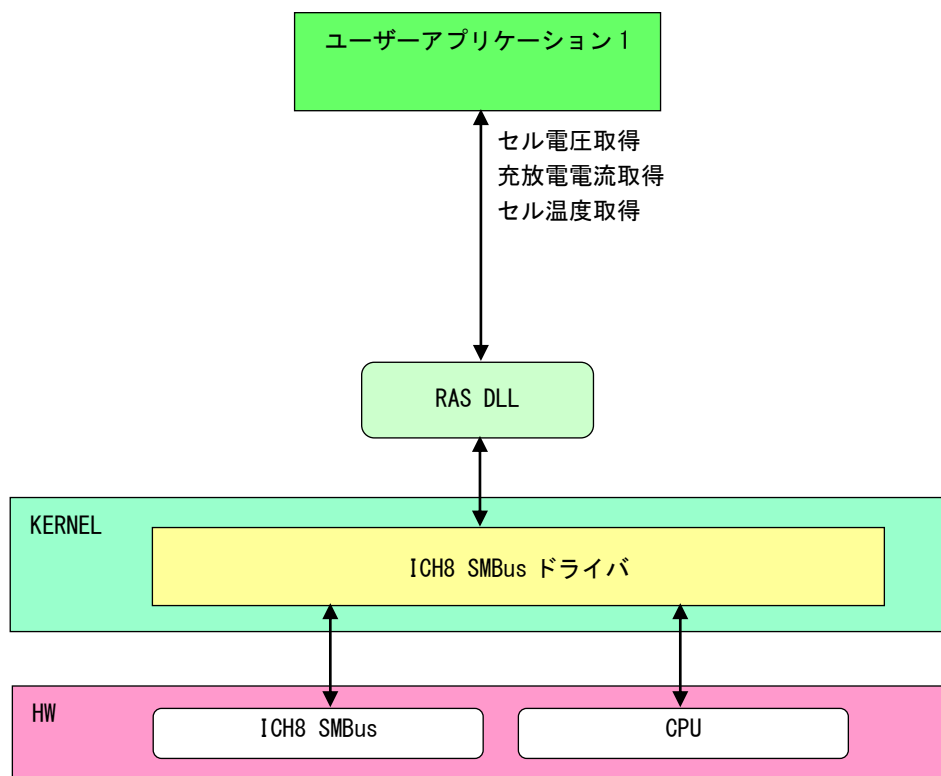 ユーザーアプリケーション 1
セル電圧取得
充放電電流取得
セル温度取得
RAS DLL
KERNEL
ICH8 SMBus ドライバ
HW
ICH8 SMBus
CPU